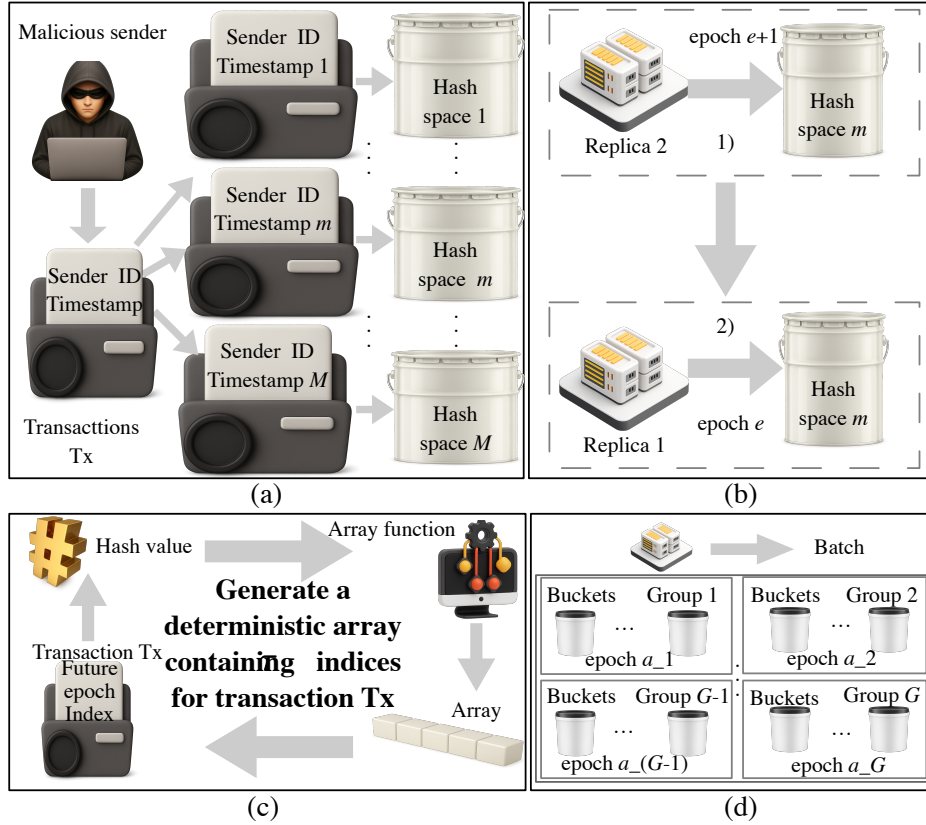 Malicious sender
Sender ID
Timestamp 1
Hash
space 1
Sender ID
Timestamp m
Hash
space m
Sender ID
Timestamp
Sender ID
Timestamp M
Hash
space M
Transacttions
Tx
(a)
epoch e+1
Replica 2
1)
Hash
space m
2)
Replica 1
epoch e
Hash
space m
(b)
Hash value
Array function
Generate a
deterministic array
containing indices
for transaction Tx
Transaction Tx
Future
epoch
Index
Array
(c)
Batch
Buckets ... Group 1
epoch a_1
Buckets ... Group 2
epoch a_2
Buckets ... Group G-1
epoch a_(G-1)
Buckets ... Group G
epoch a_G
(d)